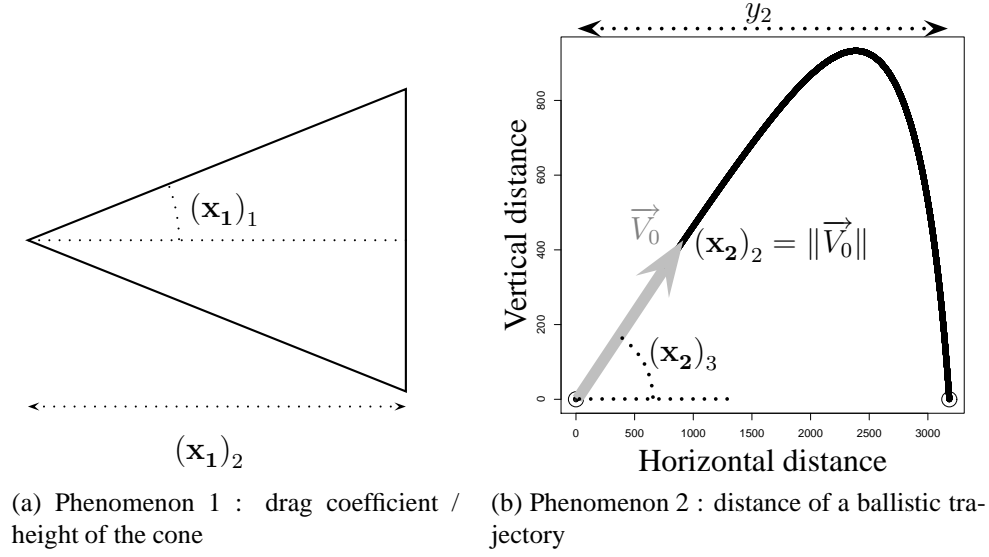 (x₁)₁
(x₁)₂
(a) Phenomenon 1 : drag coefficient /
height of the cone
y₂
Vertical distance
800
600
400
200
0
V₀→
(x₂)₂ = ‖V₀→‖
(x₂)₃
0 500 1000 1500 2000 2500 3000
Horizontal distance
(b) Phenomenon 2 : distance of a ballistic tra-
jectory